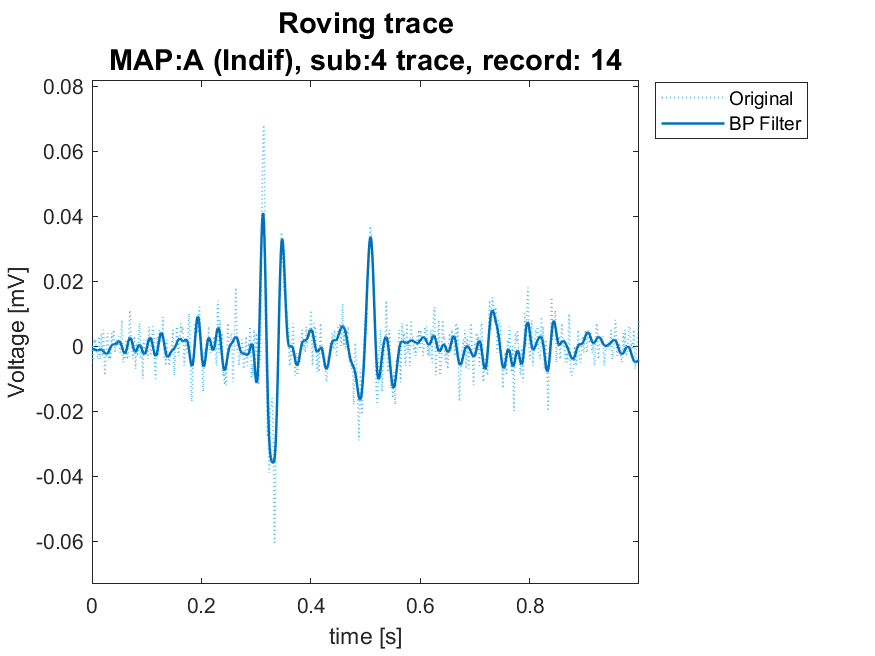 Roving trace
MAP:A (Indif), sub:4 trace, record: 14
Original
BP Filter
0.08
0.06
0.04
0.02
0
-0.02
-0.04
-0.06
Voltage [mV]
0
0.2
0.4
0.6
0.8
time [s]